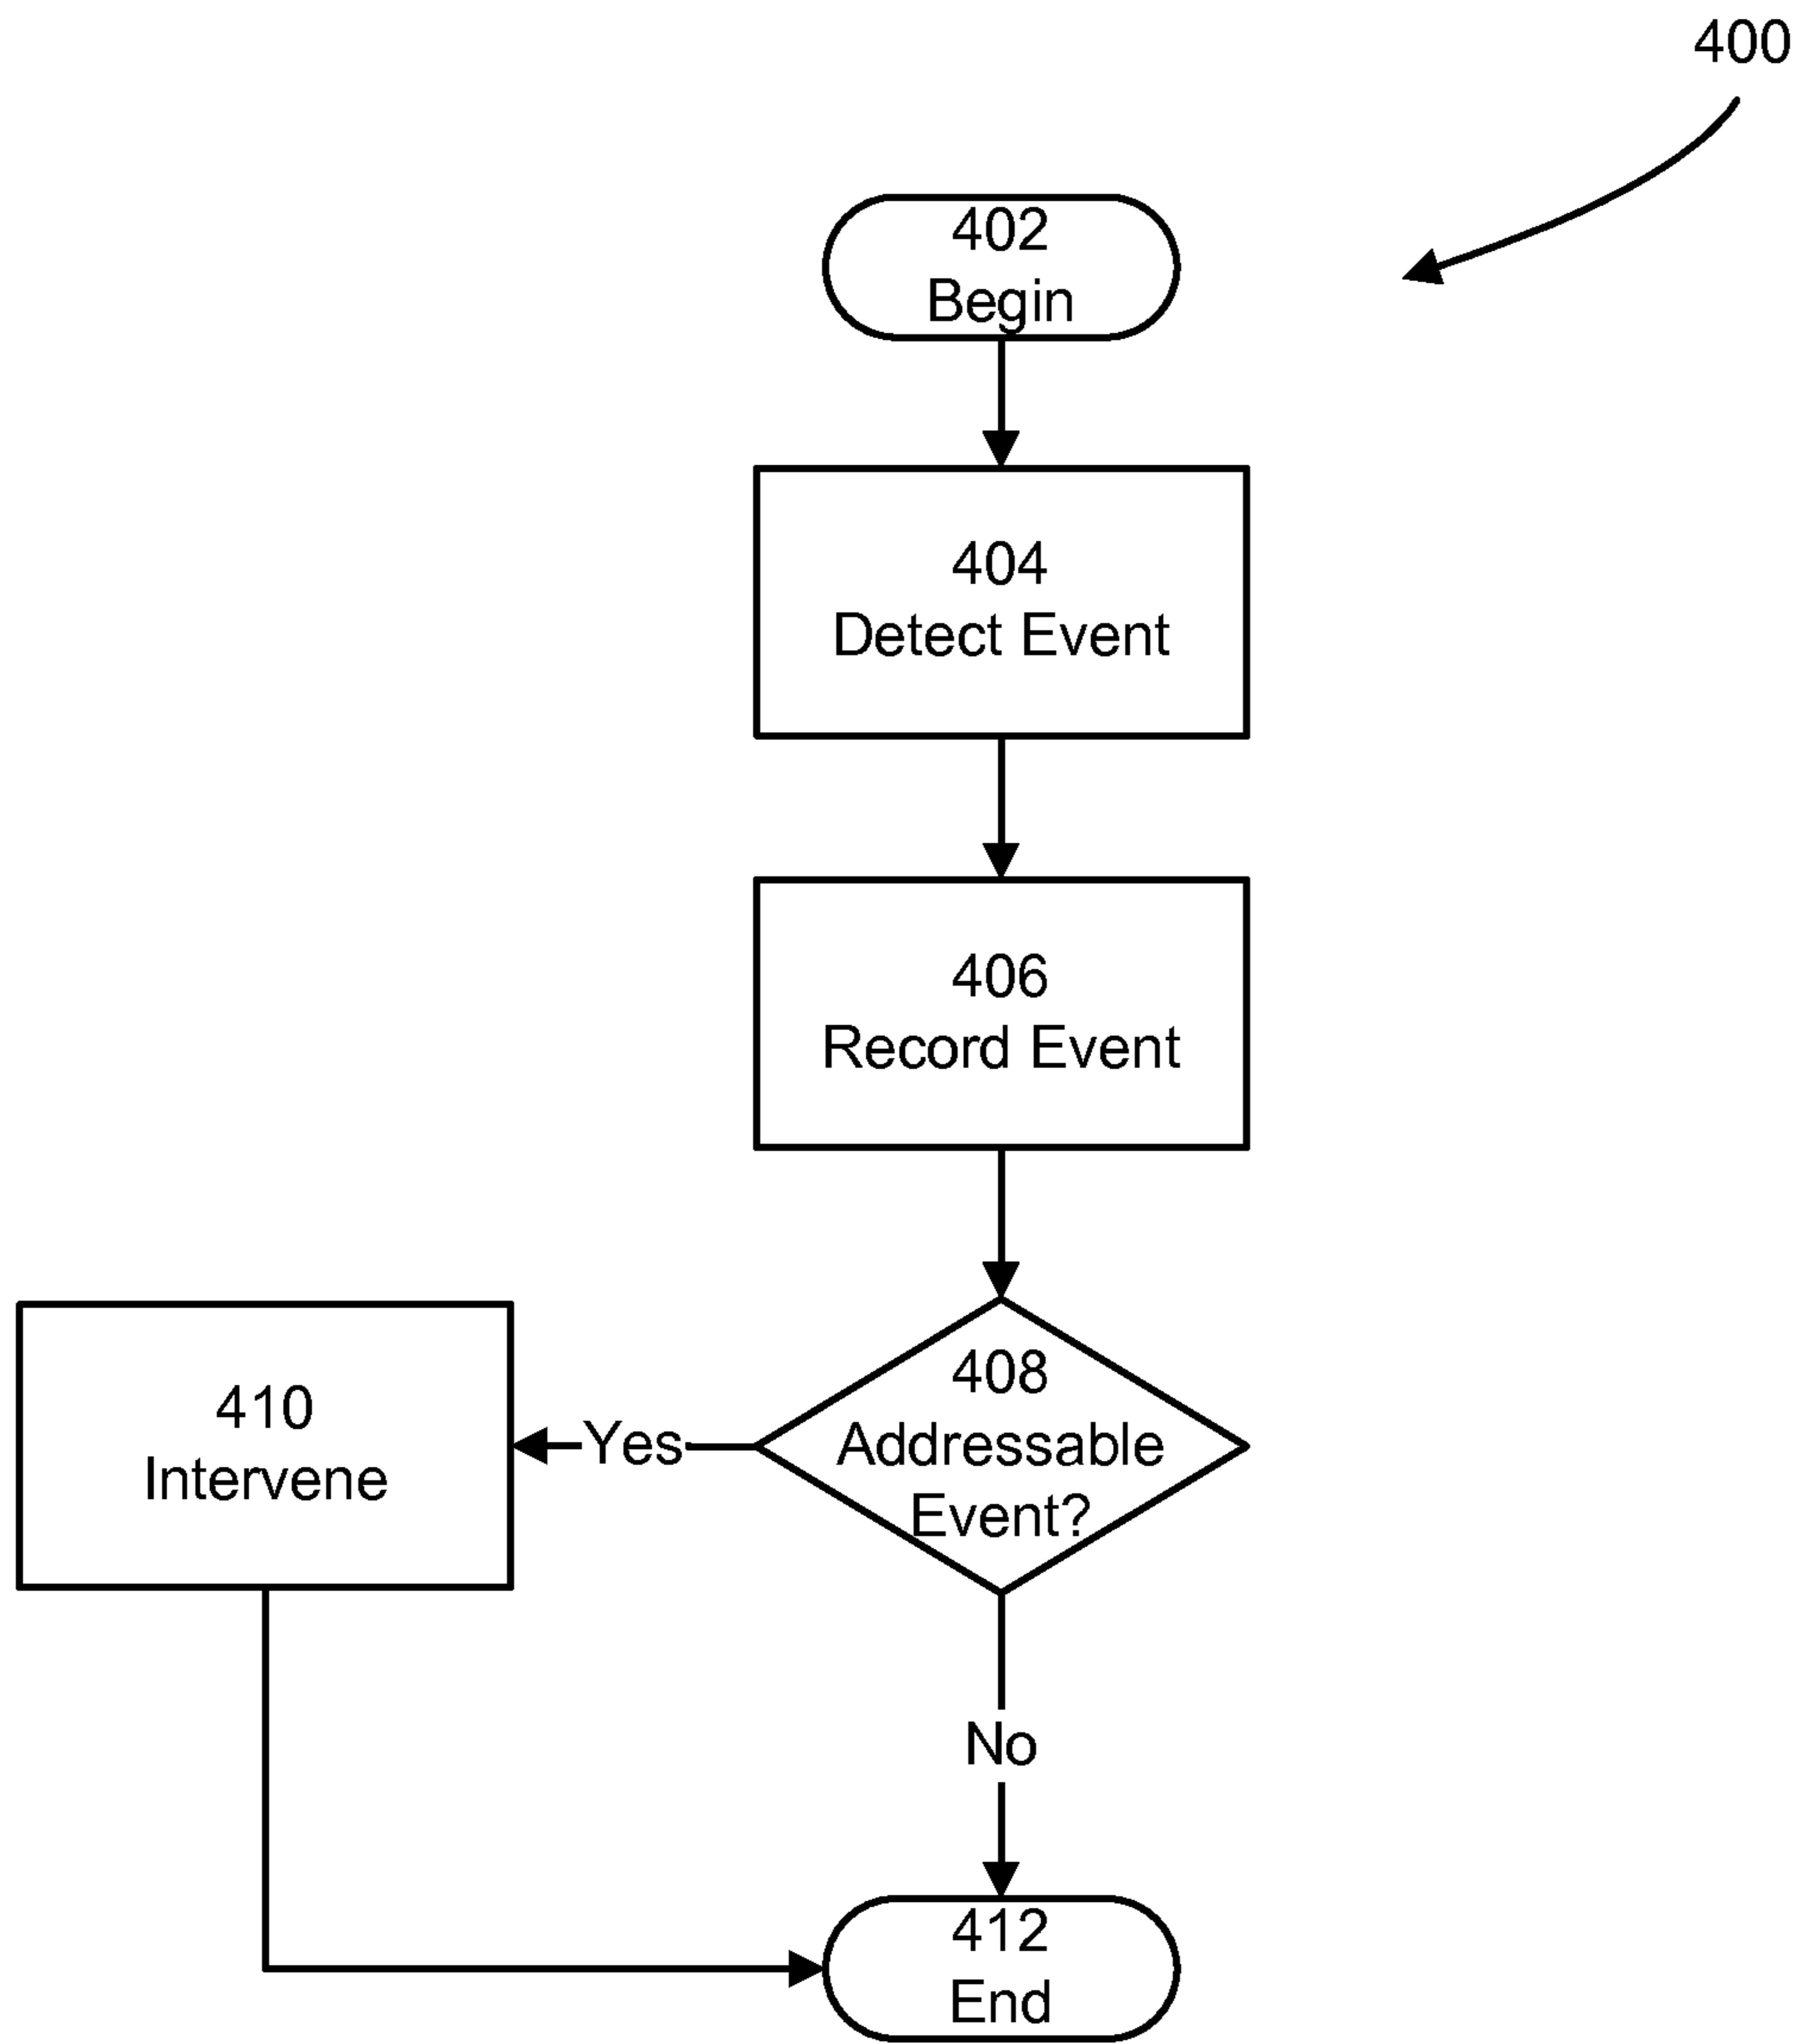 400
402
Begin
404
Detect Event
406
Record Event
408
Addressable
Event?
Yes
410
Intervene
No
412
End